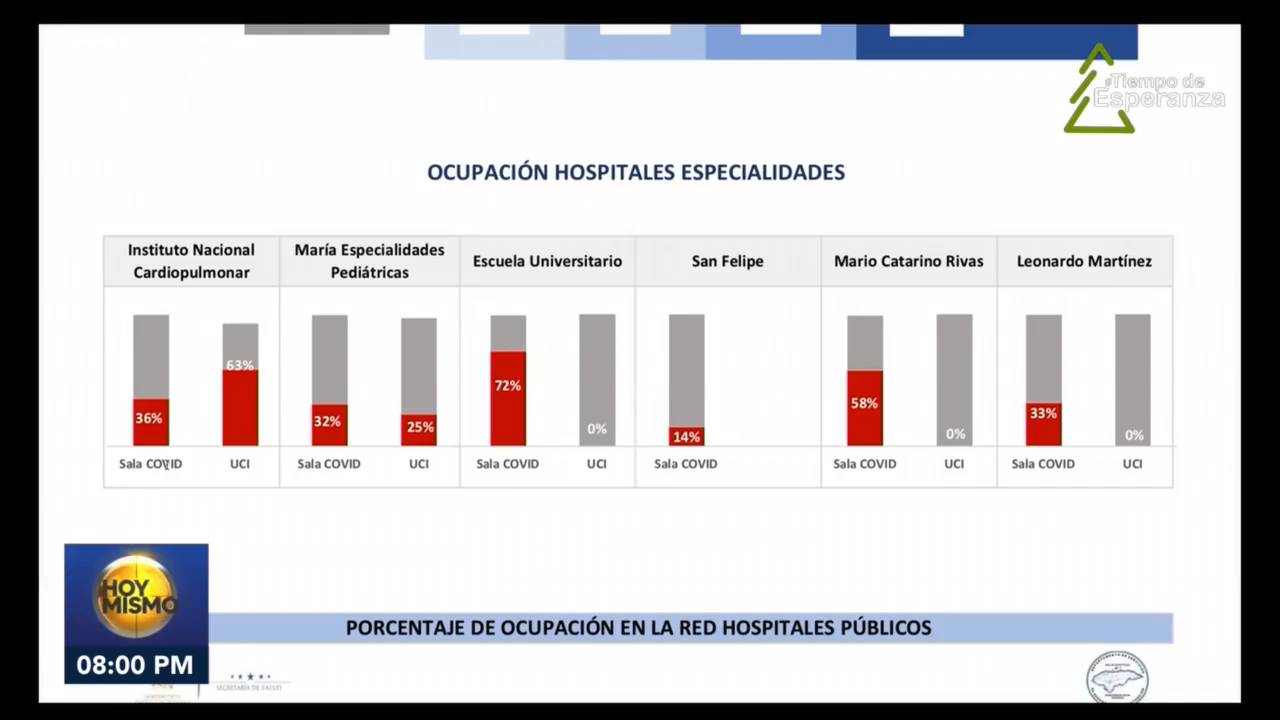 #Tiempo de
Esperanza
OCUPACIÓN HOSPITALES ESPECIALIDADES
Instituto Nacional
Cardiopulmonar
María Especialidades
Pediátricas
Escuela Universitario
San Felipe
Mario Catarino Rivas
Leonardo Martínez
36%
63%
32%
25%
72%
0%
14%
58%
0%
33%
0%
Sala COVID
UCI
Sala COVID
UCI
Sala COVID
UCI
Sala COVID
Sala COVID
UCI
Sala COVID
UCI
HOY
MISMO
08:00 PM
PORCENTAJE DE OCUPACIÓN EN LA RED HOSPITALES PÚBLICOS
SECRETARÍA DE SALUD